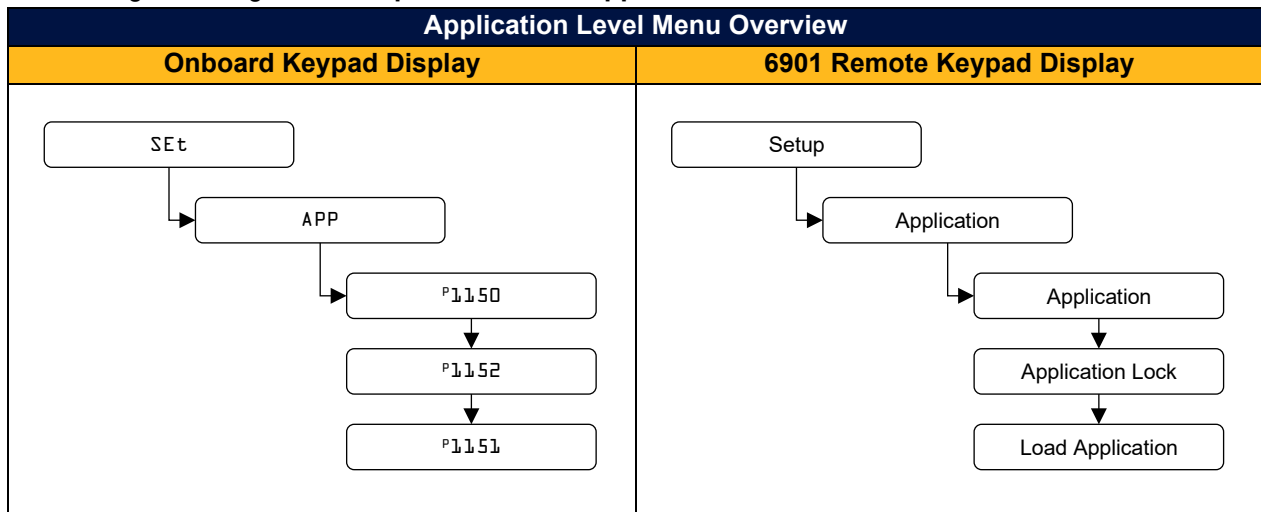 Application Level Menu Overview
Onboard Keypad Display
6901 Remote Keypad Display
SEt
APP
P1150
P1152
P1151
Setup
Application
Application
Application Lock
Load Application